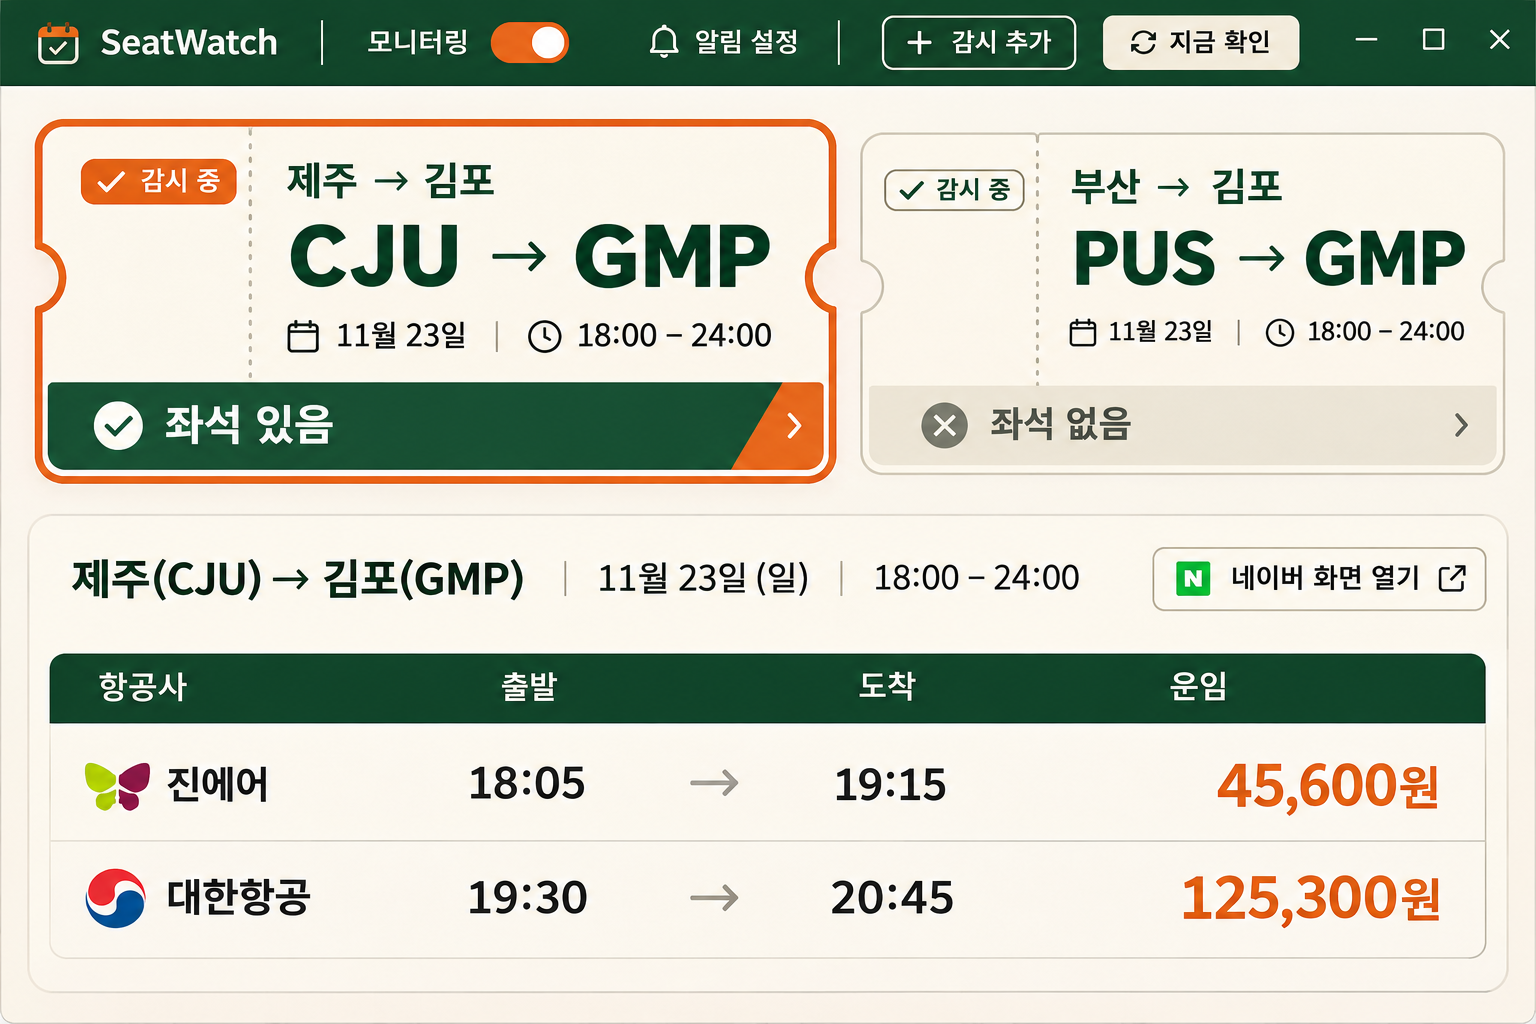 SeatWatch
모니터링
알림 설정
감시 추가
지금 확인
감시 중
제주 → 김포
CJU → GMP
11월 23일 | 18:00 – 24:00
좌석 있음
감시 중
부산 → 김포
PUS → GMP
11월 23일 | 18:00 – 24:00
좌석 없음
제주(CJU) → 김포(GMP) | 11월 23일 (일) | 18:00 – 24:00
N 네이버 화면 열기
항공사 출발 도착 운임
진에어 18:05 → 19:15 45,600원
대한항공 19:30 → 20:45 125,300원